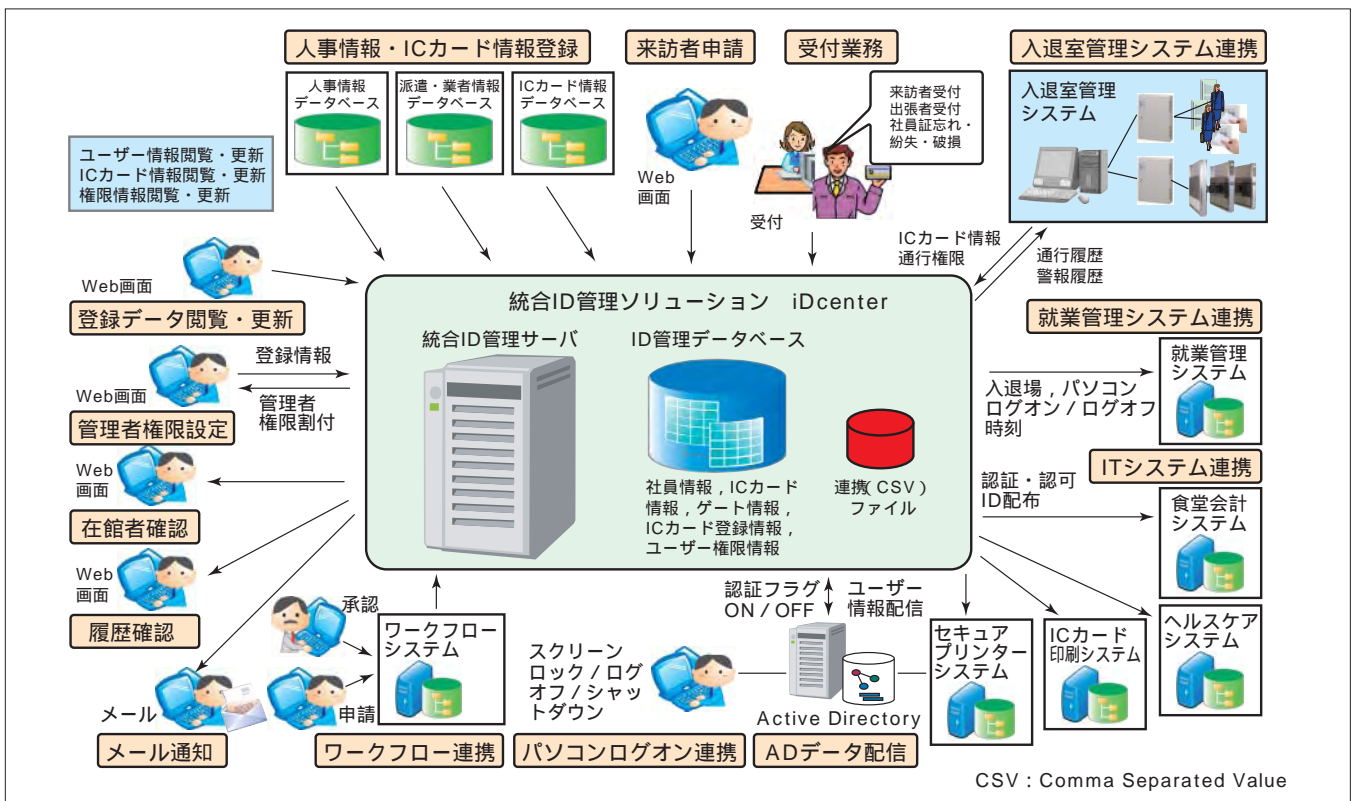 人事情報・ICカード情報登録
人事情報
データベース
派遣・業者情報
データベース
ICカード情報
データベース
来訪者申請
Web
画面
受付業務
来訪者受付
出張者受付
社員証忘れ・
紛失・破損
受付
入退室管理システム連携
入退室管理
システム
ICカード情報
通行権限
通行履歴
警報履歴
ユーザー情報閲覧・更新
ICカード情報閲覧・更新
権限情報閲覧・更新
Web画面
登録データ閲覧・更新
登録情報
Web画面
管理者
権限割付
管理者権限設定
Web
画面
在館者確認
Web
画面
履歴確認
メール
メール通知
統合ID管理ソリューション iDcenter
統合ID管理サーバ
ID管理データベース
社員情報，ICカード
情報，ゲート情報，
ICカード登録情報，
ユーザー権限情報
連携（CSV）
ファイル
就業管理システム連携
就業管理
システム
入退場，パソコン
ログオン／ログオフ
時刻
ITシステム連携
認証・認可
ID配布
食堂会計
システム
ヘルスケア
システム
ICカード
印刷システム
セキュア
プリンター
システム
承認
申請
ワークフロー
システム
ワークフロー連携
スクリーン
ロック／ログ
オフ／シャッ
トダウン
パソコンログオン連携
認証フラグ
ON／OFF
ユーザー
情報配信
Active Directory
ADデータ配信
CSV：Comma Separated Value